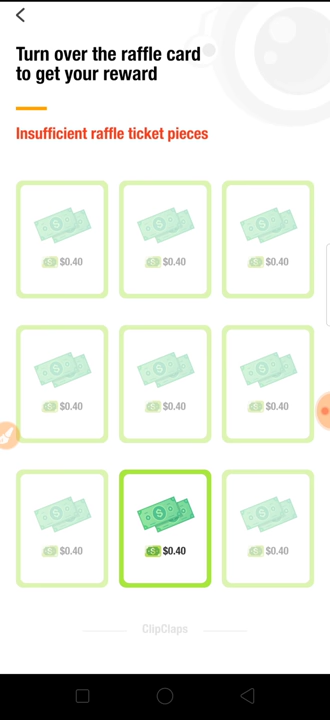 Turn over the raffle card
to get your reward
Insufficient raffle ticket pieces
$0.40 $0.40 $0.40
$0.40 $0.40 $0.40
$0.40 $0.40 $0.40
ClipClaps